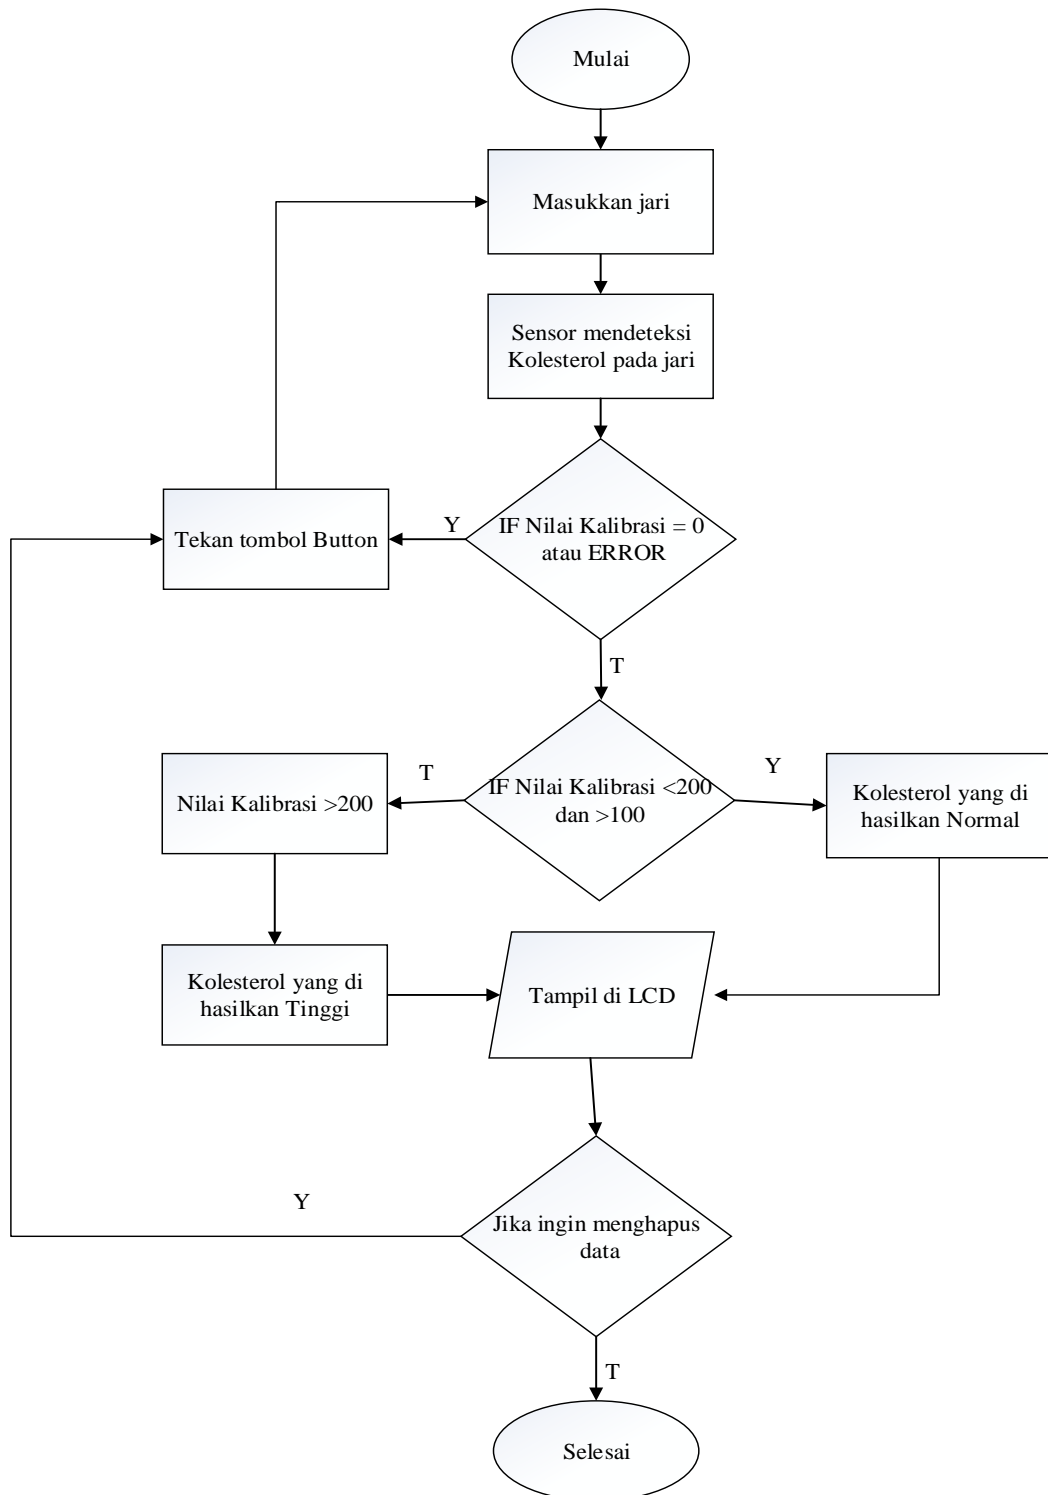 Mulai
Masukkan jari
Sensor mendeteksi
Kolesterol pada jari
IF Nilai Kalibrasi = 0
atau ERROR
Y
Tekan tombol Button
T
IF Nilai Kalibrasi <200
dan >100
T
Nilai Kalibrasi >200
Y
Kolesterol yang di
hasilkan Normal
Kolesterol yang di
hasilkan Tinggi
Tampil di LCD
Jika ingin menghapus
data
Y
T
Selesai